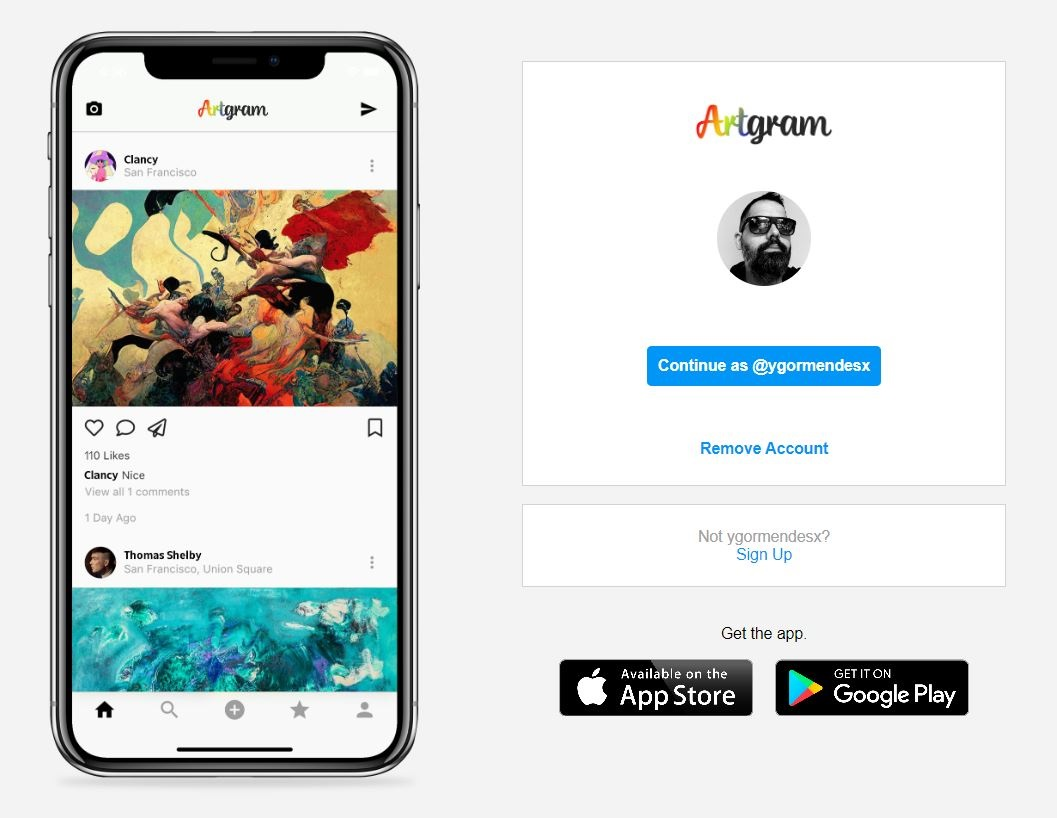 Artgram
Clancy
San Francisco
110 Likes
Clancy Nice
View all 1 comments
1 Day Ago
Thomas Shelby
San Francisco, Union Square
Artgram
Continue as @ygormendesx
Remove Account
Not ygormendesx?
Sign Up
Get the app.
Available on the
App Store
GET IT ON
Google Play